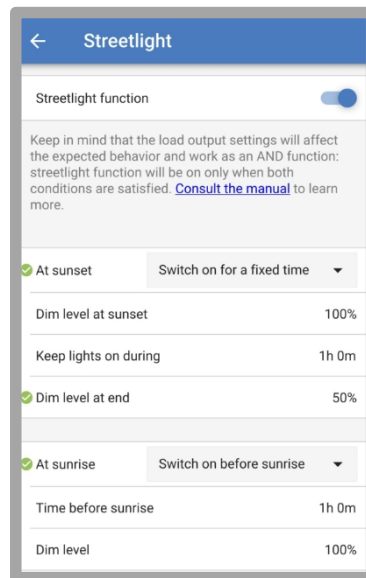 Streetlight
Streetlight function
Keep in mind that the load output settings will affect
the expected behavior and work as an AND function:
streetlight function will be on only when both
conditions are satisfied. Consult the manual to learn
more.
At sunset Switch on for a fixed time
Dim level at sunset 100%
Keep lights on during 1h 0m
Dim level at end 50%
At sunrise Switch on before sunrise
Time before sunrise 1h 0m
Dim level 100%